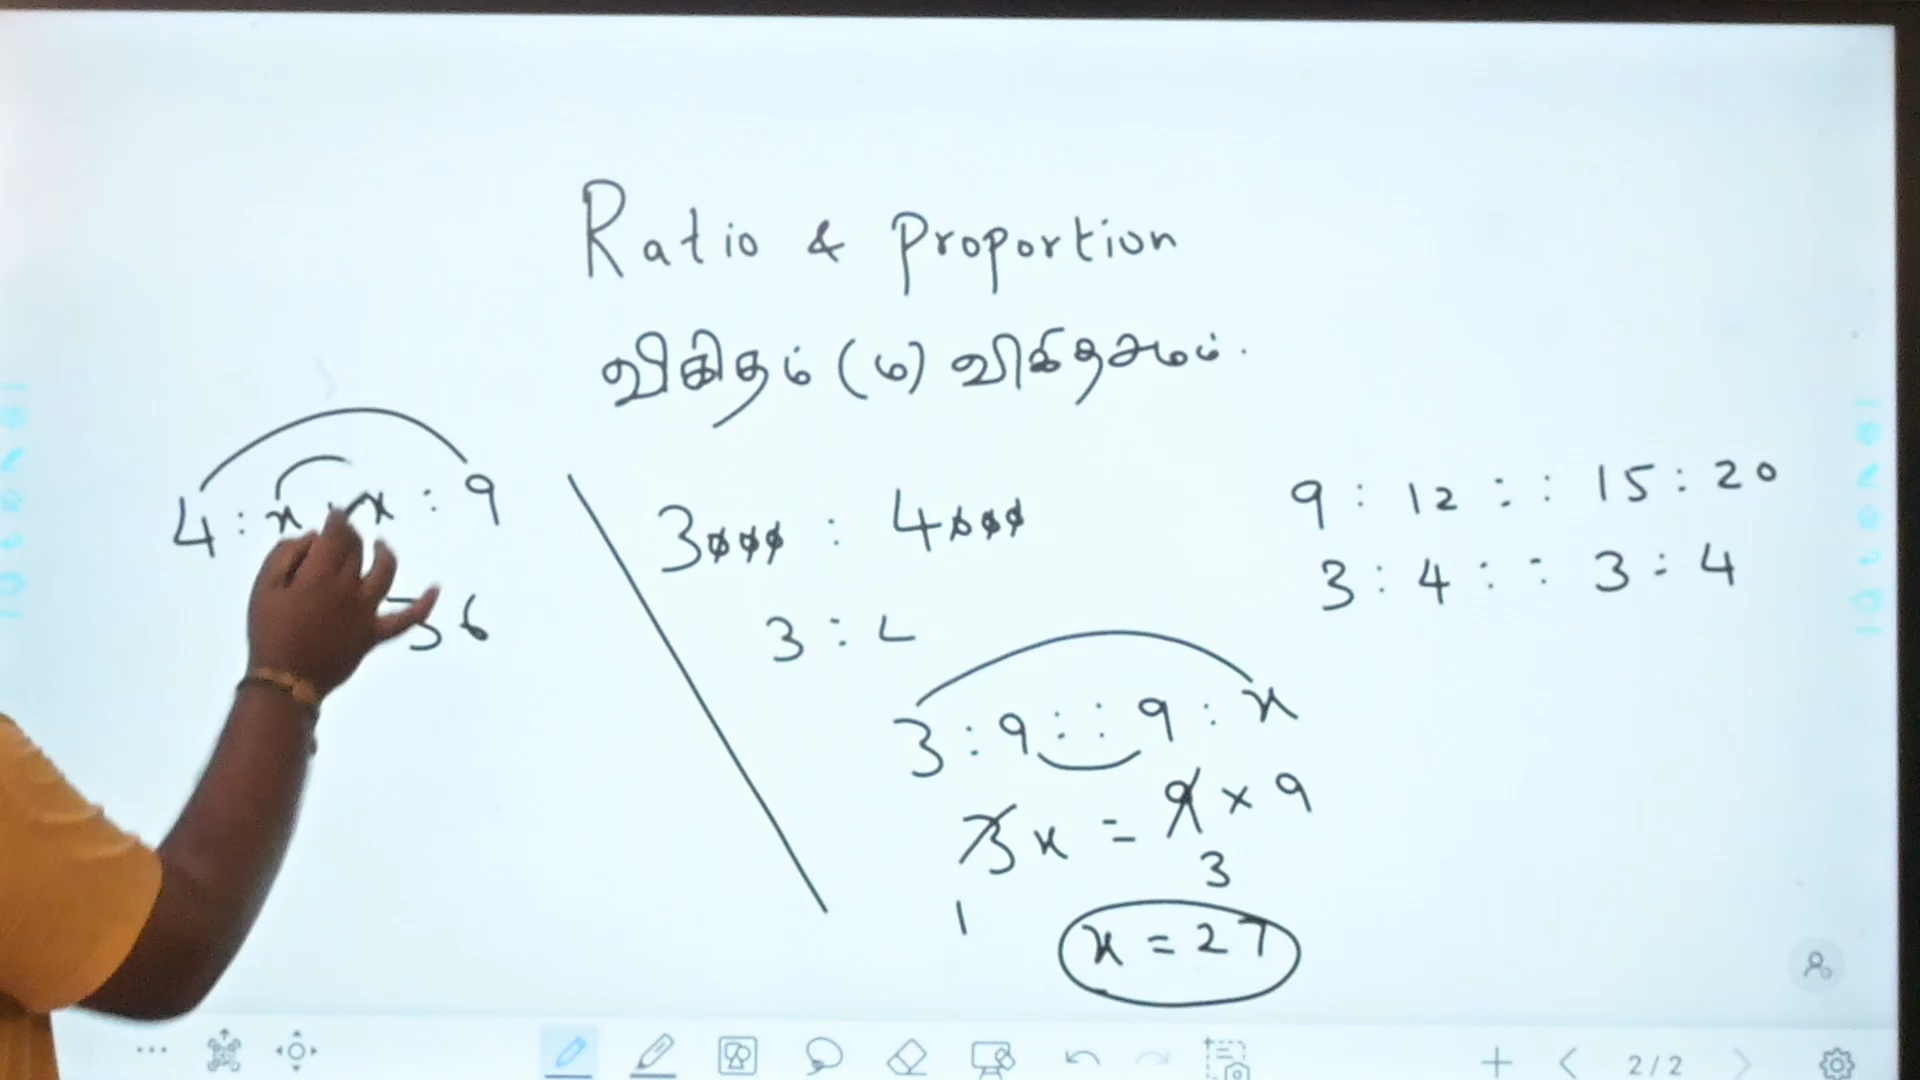 Ratio & Proportion
விகிதம் (ம) விகிதசமம்.
4 : x : x : 9
36
3000 : 4000
3 : 4
3 : 9 : : 9 : x
3x = 9 x 9
3
1
x = 27
9 : 12 : : 15 : 20
3 : 4 : : 3 : 4
2/2